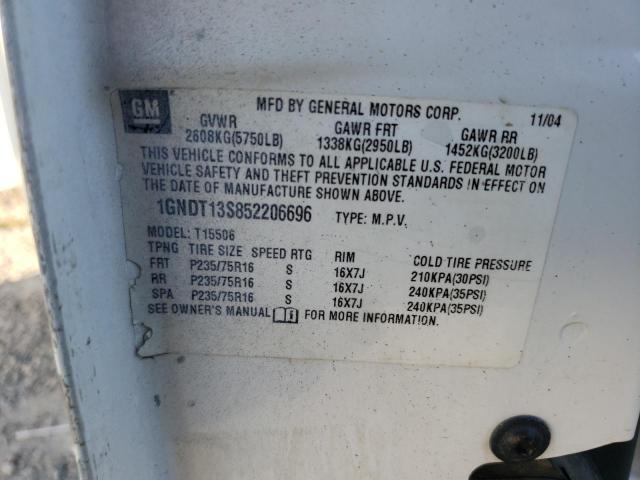 GM
MFD BY GENERAL MOTORS CORP. 11/04
GVWR GAWR FRT GAWR RR
2608KG(5750LB) 1338KG(2950LB) 1452KG(3200LB)
THIS VEHICLE CONFORMS TO ALL APPLICABLE U.S. FEDERAL MOTOR
VEHICLE SAFETY AND THEFT PREVENTION STANDARDS IN EFFECT ON
THE DATE OF MANUFACTURE SHOWN ABOVE.
1GNDT13S852206696 TYPE: M.P.V.
MODEL: T15506
TPNG TIRE SIZE SPEED RTG RIM COLD TIRE PRESSURE
FRT P235/75R16 S 16X7J 210KPA(30PSI)
RR P235/75R16 S 16X7J 240KPA(35PSI)
SPA P235/75R16 S 16X7J 240KPA(35PSI)
SEE OWNER'S MANUAL FOR MORE INFORMATION.